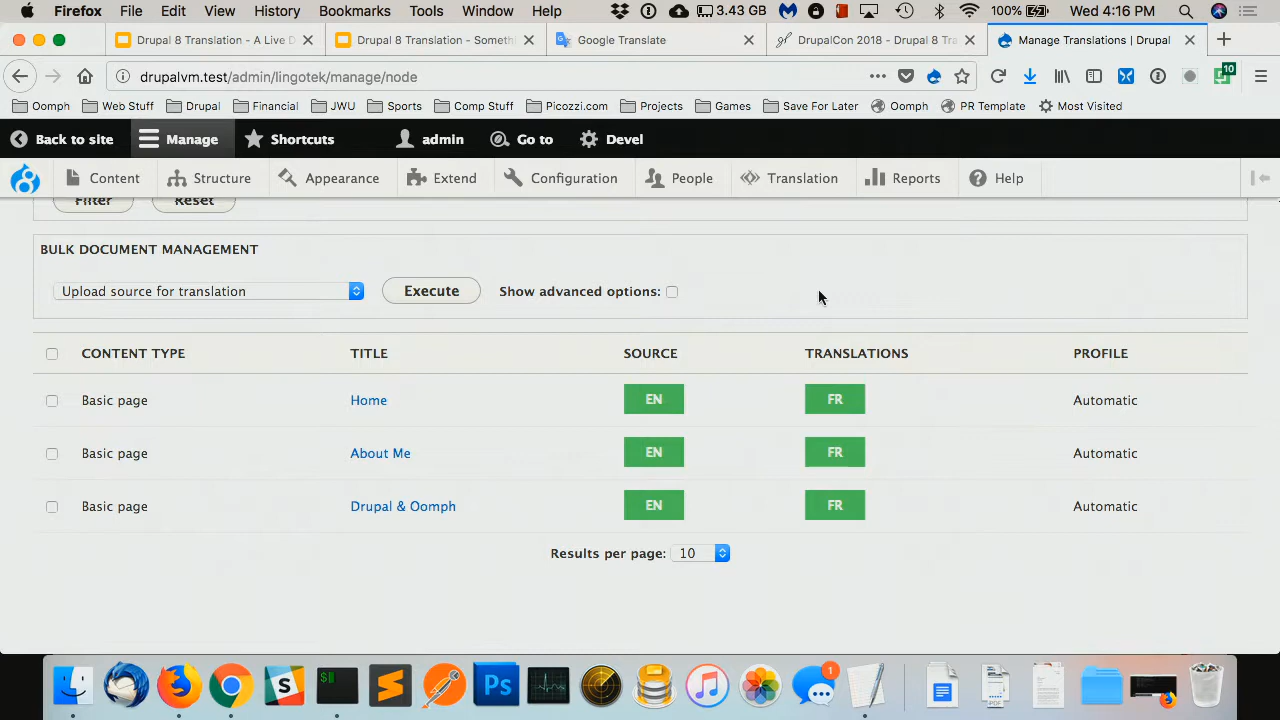 Firefox File Edit View History Bookmarks Tools Window Help 3.43 GB 100% Wed 4:16 PM
Drupal 8 Translation - A Live D
Drupal 8 Translation - Someth
Google Translate
DrupalCon 2018 - Drupal 8 Tra
Manage Translations | Drupal
drupalvm.test/admin/lingotek/manage/node
10
Oomph Web Stuff Drupal Financial JWU Sports Comp Stuff Picozzi.com Projects Games Save For Later Oomph PR Template Most Visited
Back to site Manage Shortcuts admin Go to Devel
Content Structure Appearance Extend Configuration People Translation Reports Help
Filter Reset
BULK DOCUMENT MANAGEMENT
Upload source for translation Execute Show advanced options:
CONTENT TYPE TITLE SOURCE TRANSLATIONS PROFILE
Basic page Home EN FR Automatic
Basic page About Me EN FR Automatic
Basic page Drupal & Oomph EN FR Automatic
Results per page: 10
S
$
Ps
1
PDF